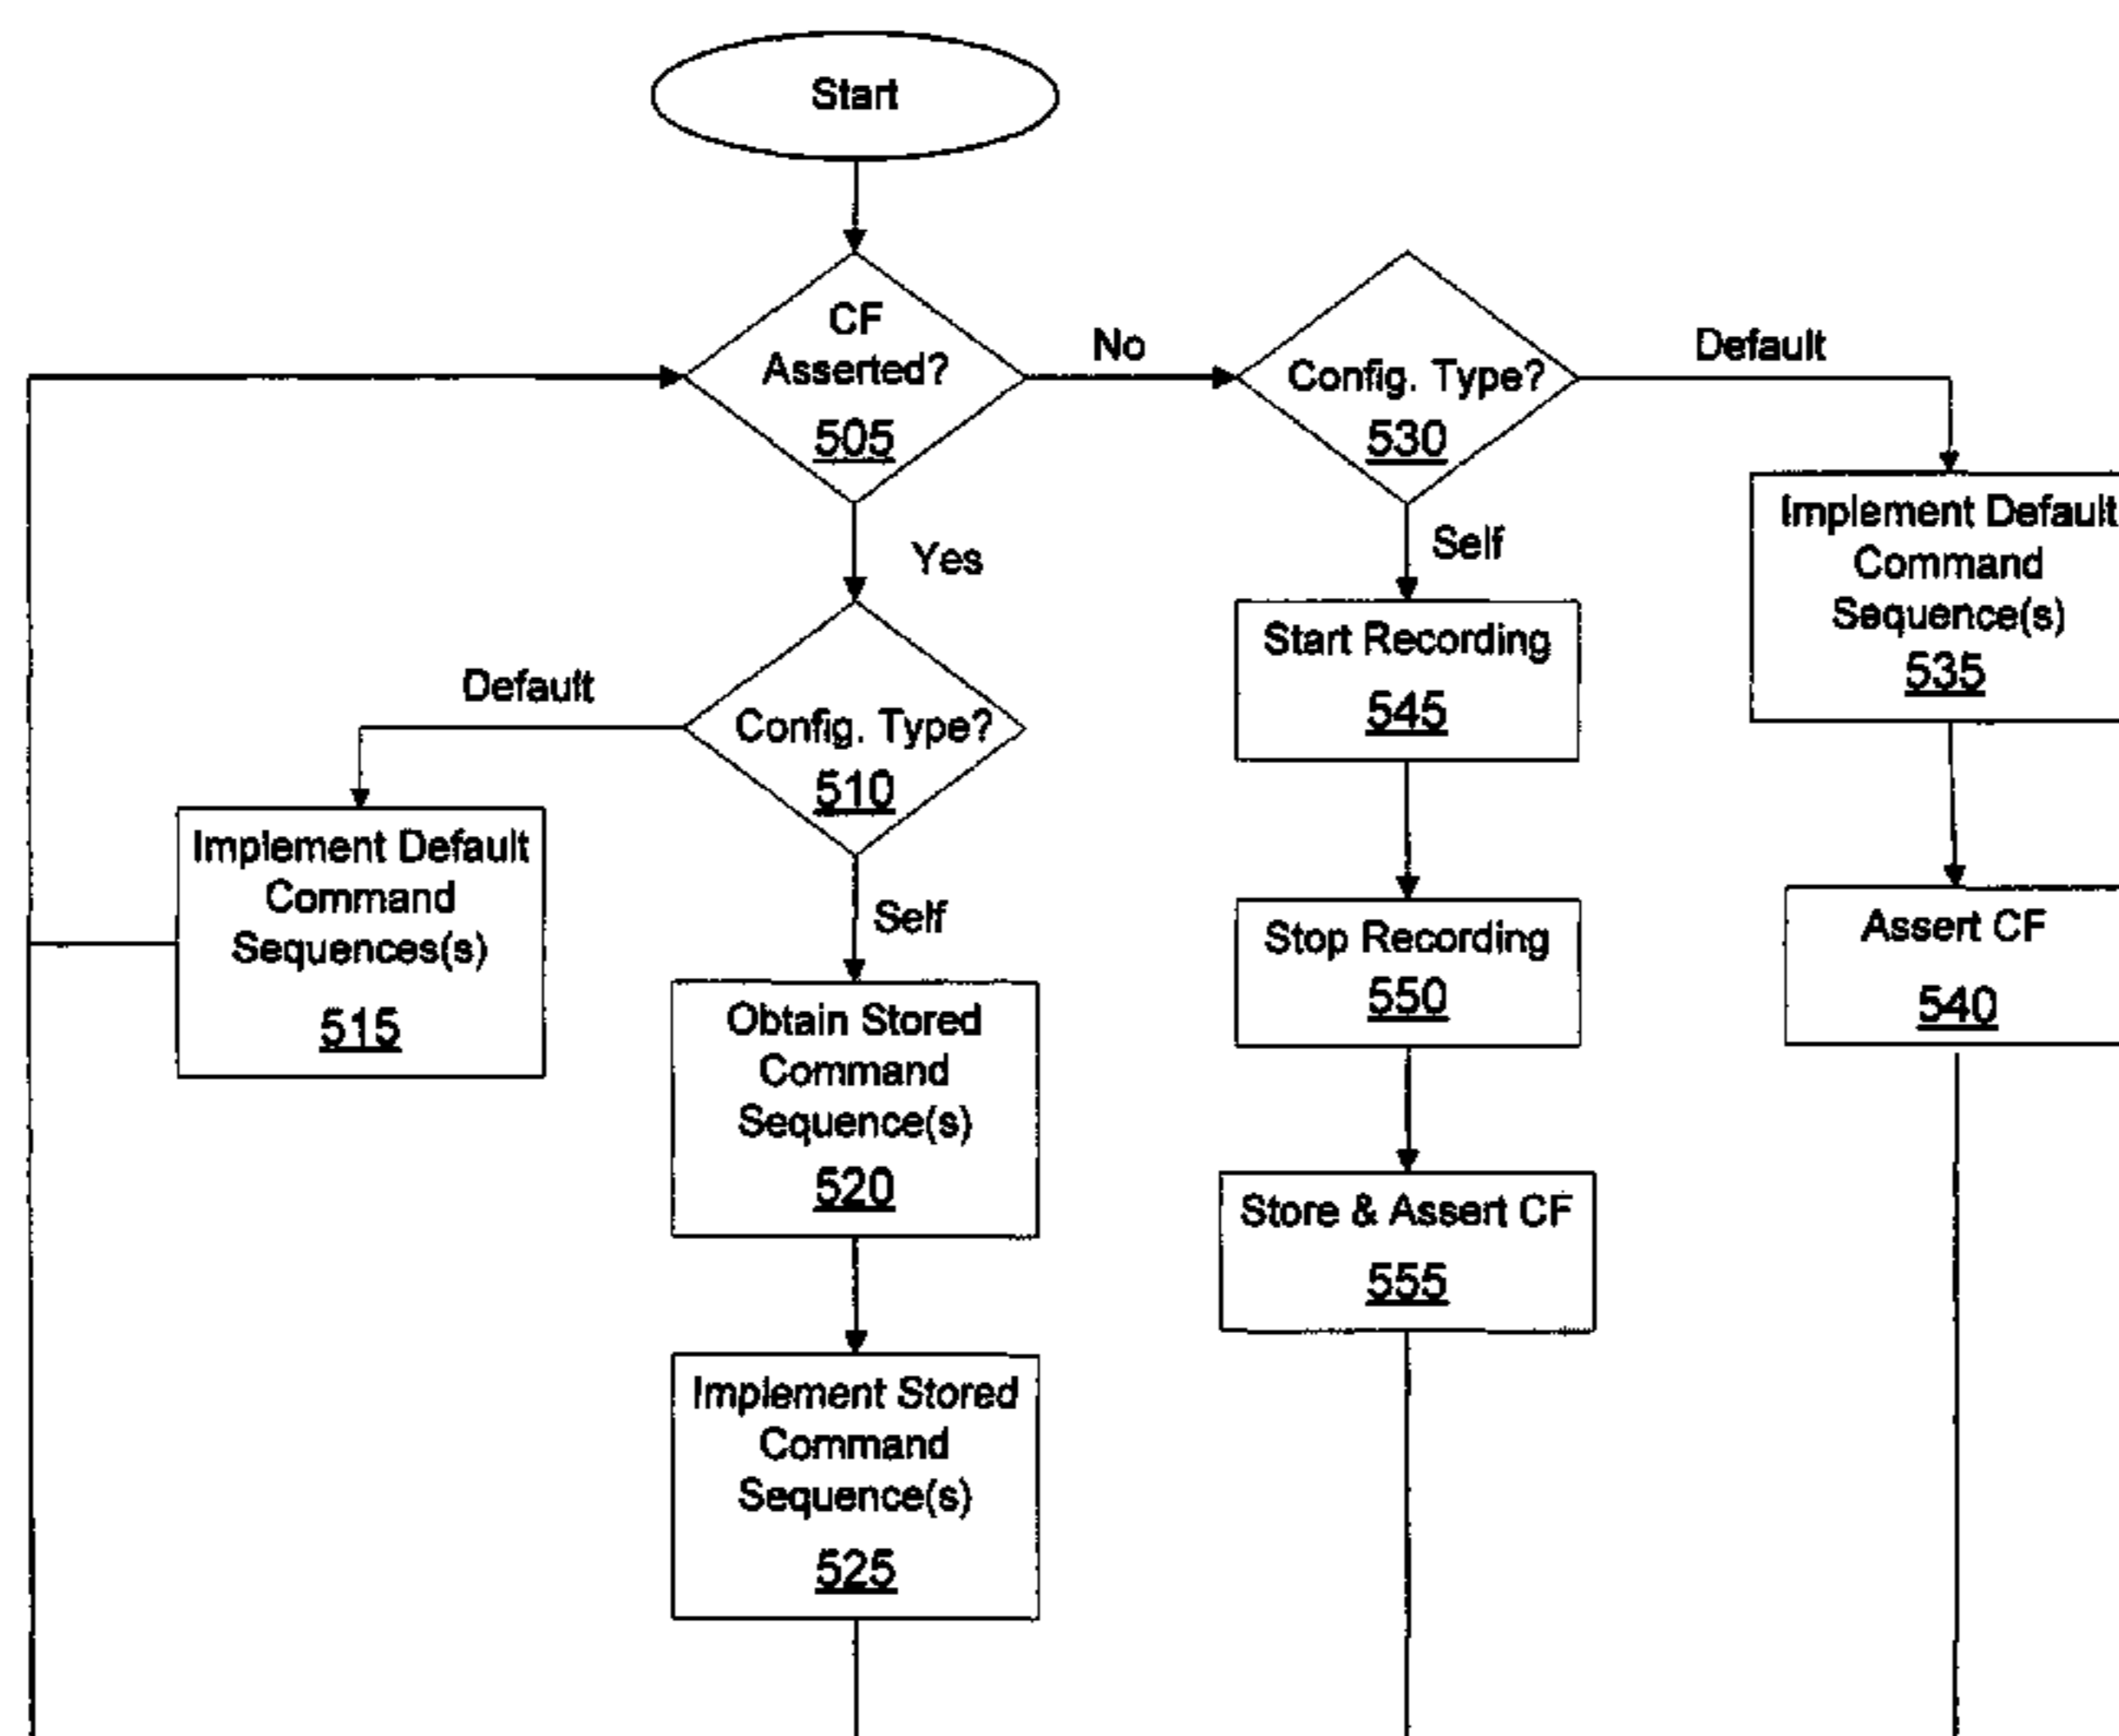 Start
CF
Asserted?
505
No
Config. Type?
530
Default
Yes
Self
Implement Default
Command
Sequence(s)
535
Start Recording
545
Default
Config. Type?
510
Implement Default
Command
Sequences(s)
515
Self
Stop Recording
550
Assert CF
540
Obtain Stored
Command
Sequence(s)
520
Store & Assert CF
555
Implement Stored
Command
Sequence(s)
525